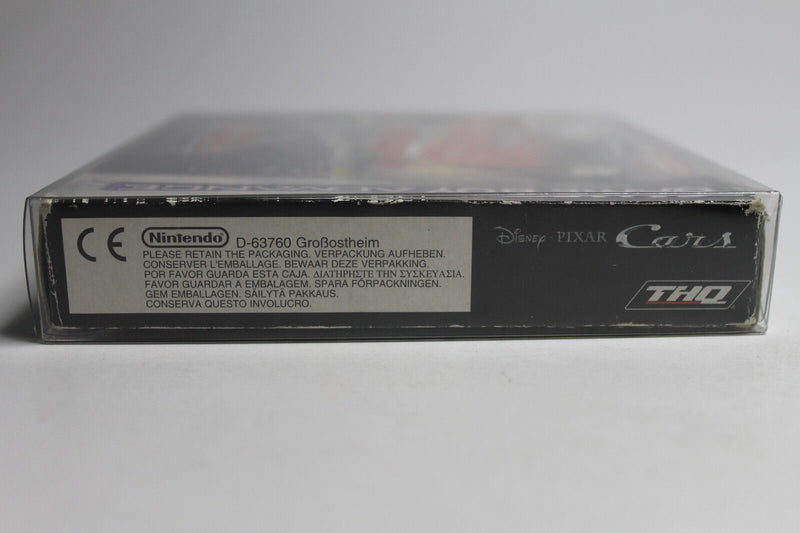 CE Nintendo D-63760 Großostheim
PLEASE RETAIN THE PACKAGING. VERPACKUNG AUFHEBEN.
CONSERVER L'EMBALLAGE. BEWAAR DEZE VERPAKKING.
POR FAVOR GUARDA ESTA CAJA. ΔΙΑΤΗΡΗΣΤΕ ΤΗΝ ΣΥΣΚΕΥΑΣΙΑ.
FAVOR GUARDAR A EMBALAGEM. SPARA FÖRPACKNINGEN.
GEM EMBALLAGEN. SÄILYTÄ PAKKAUS.
CONSERVA QUESTO INVOLUCRO.
Disney · PIXAR Cars
THQ